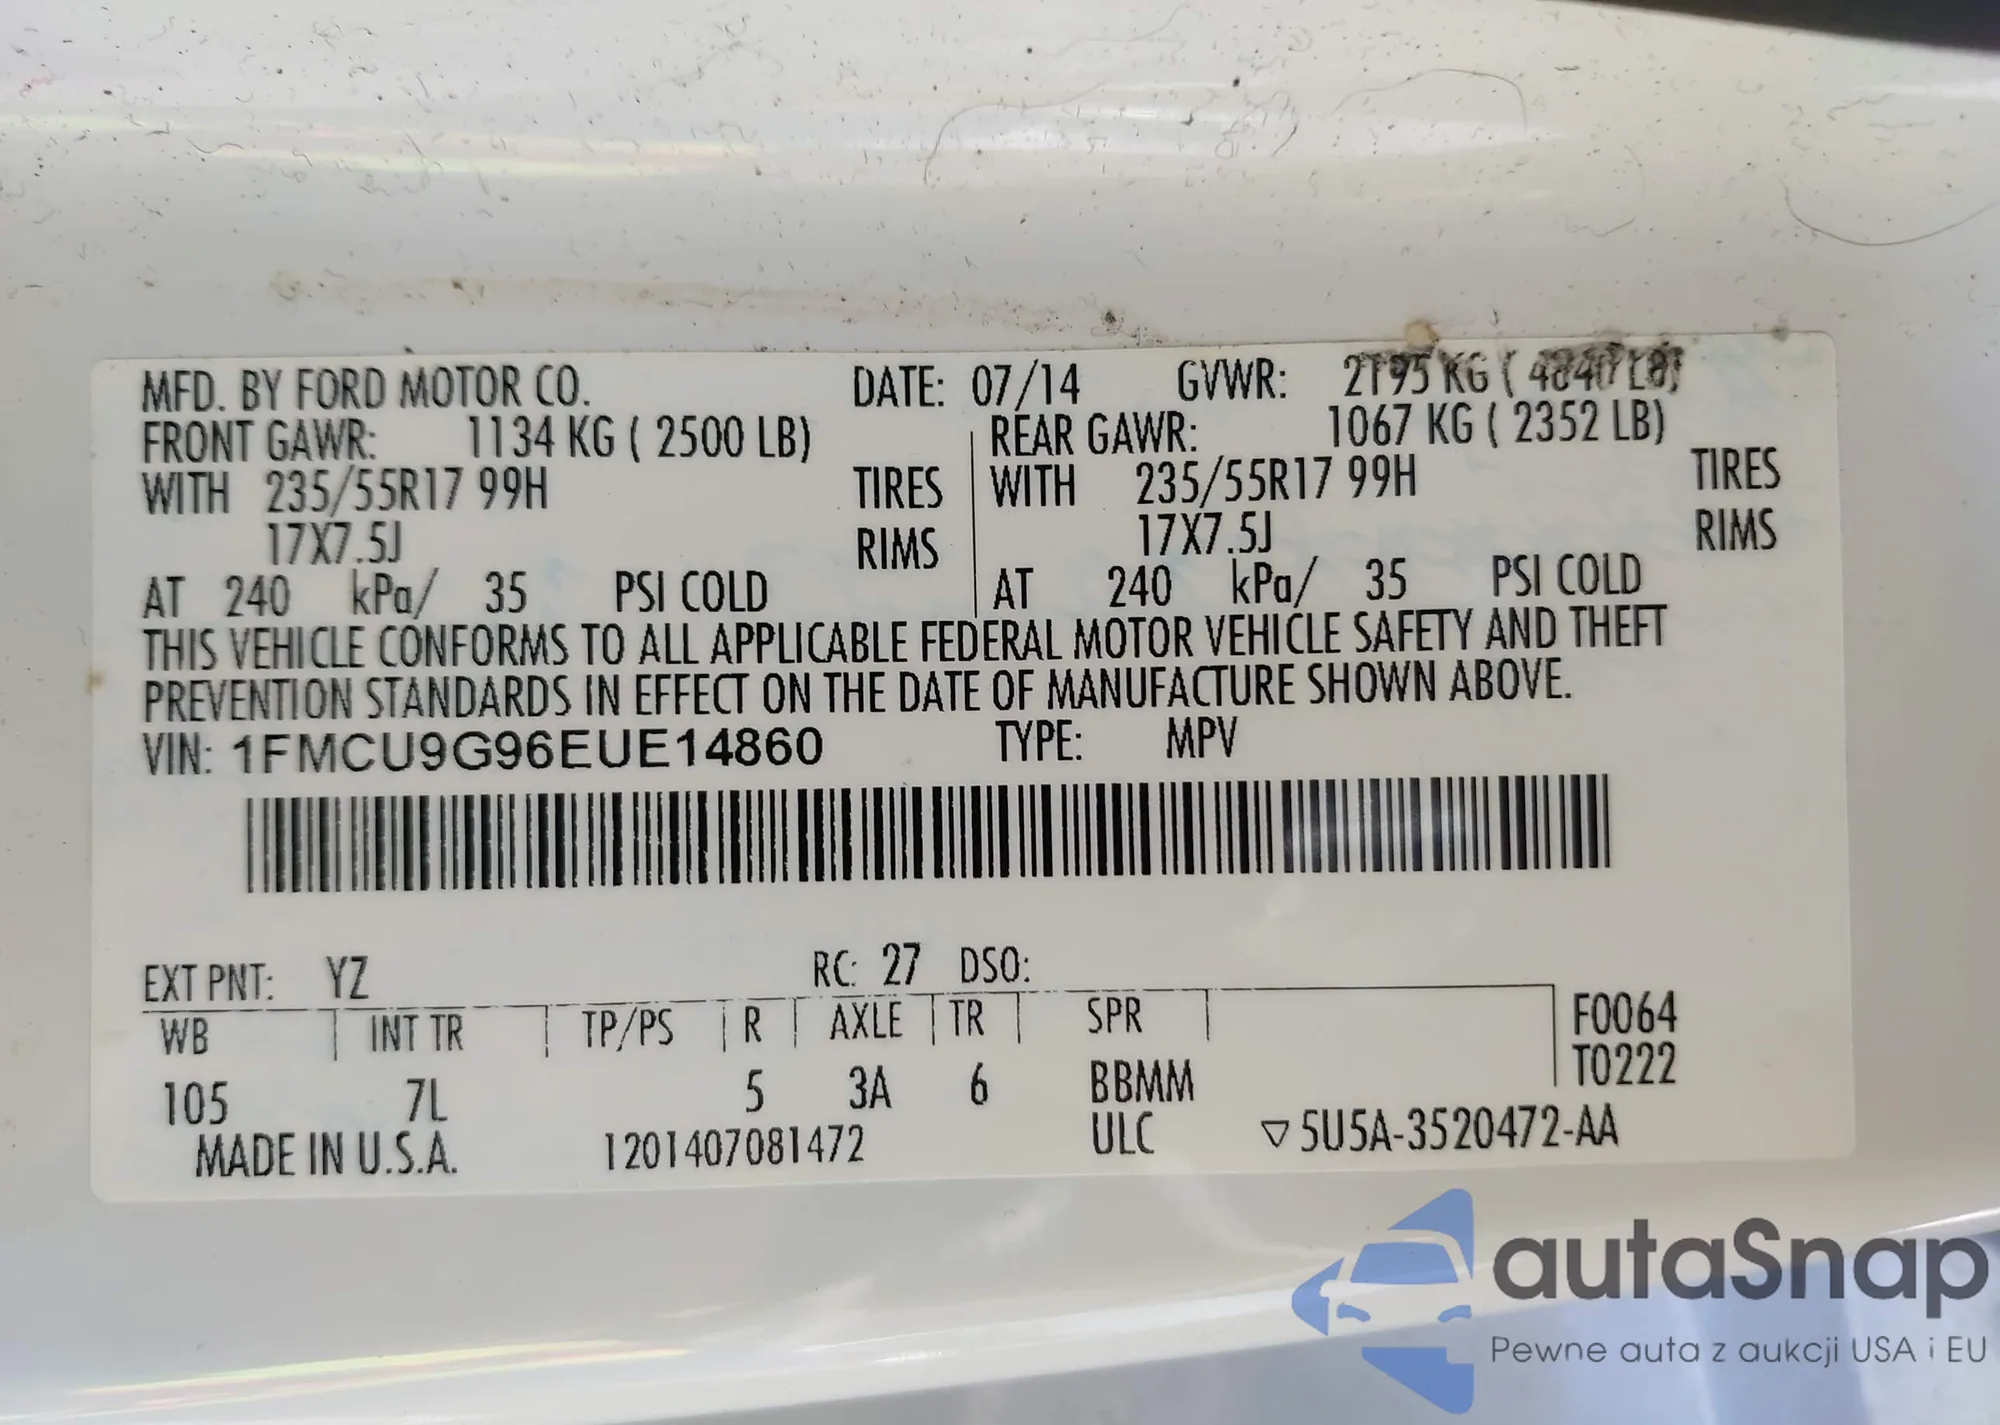 MFD. BY FORD MOTOR CO. DATE: 07/14 GVWR: 2195 KG ( 4840 LB)
FRONT GAWR: 1134 KG ( 2500 LB) REAR GAWR: 1067 KG ( 2352 LB)
WITH 235/55R17 99H TIRES WITH 235/55R17 99H TIRES
17X7.5J RIMS 17X7.5J RIMS
AT 240 kPa/ 35 PSI COLD AT 240 kPa/ 35 PSI COLD
THIS VEHICLE CONFORMS TO ALL APPLICABLE FEDERAL MOTOR VEHICLE SAFETY AND THEFT
PREVENTION STANDARDS IN EFFECT ON THE DATE OF MANUFACTURE SHOWN ABOVE.
VIN: 1FMCU9G96EUE14860 TYPE: MPV
EXT PNT: YZ RC: 27 DSO:
WB INT TR TP/PS R AXLE TR SPR F0064
T0222
105 7L 5 3A 6 BBMM
MADE IN U.S.A. 1201407081472 ULC ▽5U5A-3520472-AA
autaSnap
Pewne auta z aukcji USA i EU